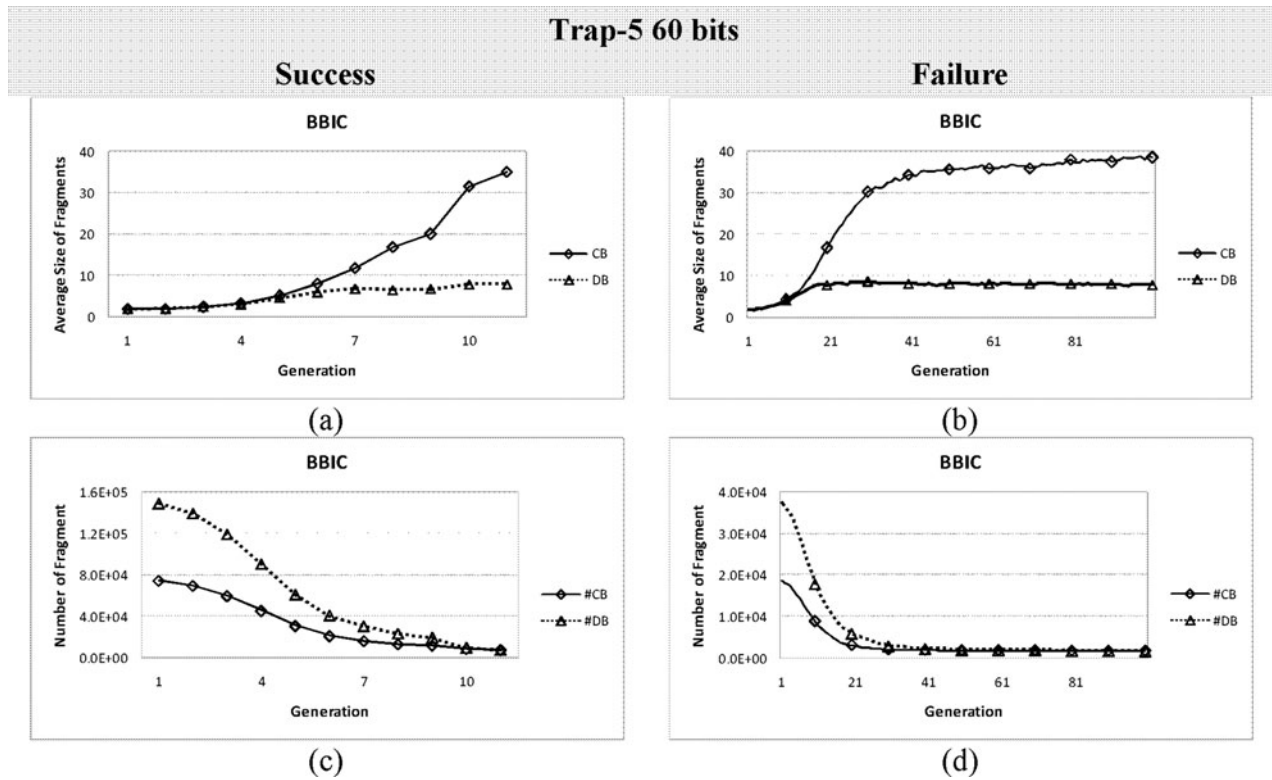 Trap-5 60 bits
Success
Failure
BBIC
Average Size of Fragments
40
30
20
10
0
1
4
7
10
Generation
CB
DB
(a)
BBIC
Average Size of Fragments
40
30
20
10
0
1
21
41
61
81
Generation
CB
DB
(b)
BBIC
Number of Fragment
1.6E+05
1.2E+05
8.0E+04
4.0E+04
0.0E+00
1
4
7
10
Generation
#CB
#DB
(c)
BBIC
Number of Fragment
4.0E+04
3.0E+04
2.0E+04
1.0E+04
0.0E+00
1
21
41
61
81
Generation
#CB
#DB
(d)